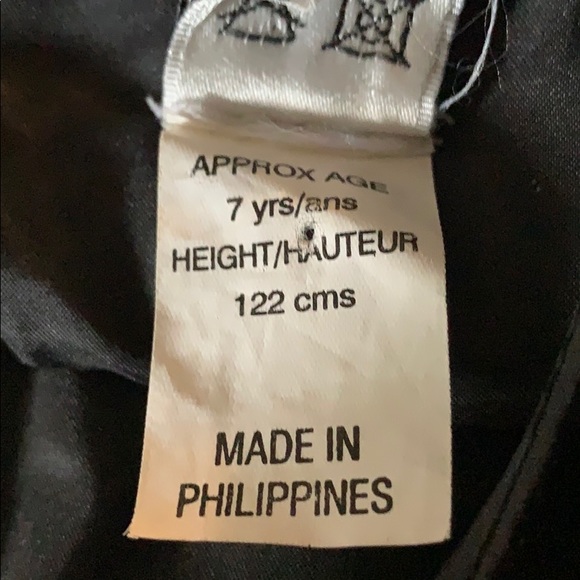 APPROX AGE
7 yrs/ans
HEIGHT/HAUTEUR
122 cms
MADE IN
PHILIPPINES